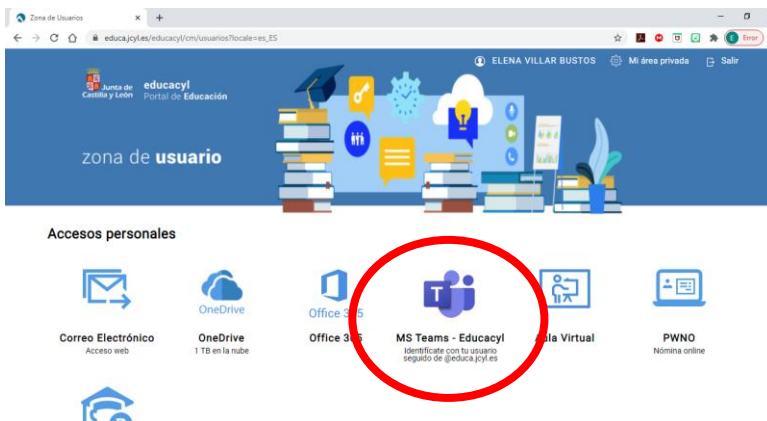 Zona de Usuarios
educa.jcyl.es/educacyl/cm/usuarios?locale=es_ES
E Error
ELENA VILLAR BUSTOS Mi área privada Salir
Junta de
Castilla y León
educacyl
Portal de Educación
zona de usuario
Accesos personales
OneDrive
Office 365
Correo Electrónico
Acceso web
OneDrive
1 TB en la nube
Office 365
MS Teams - Educacyl
Identifícate con tu usuario
seguido de @educa.jcyl.es
Aula Virtual
PWNO
Nómina online